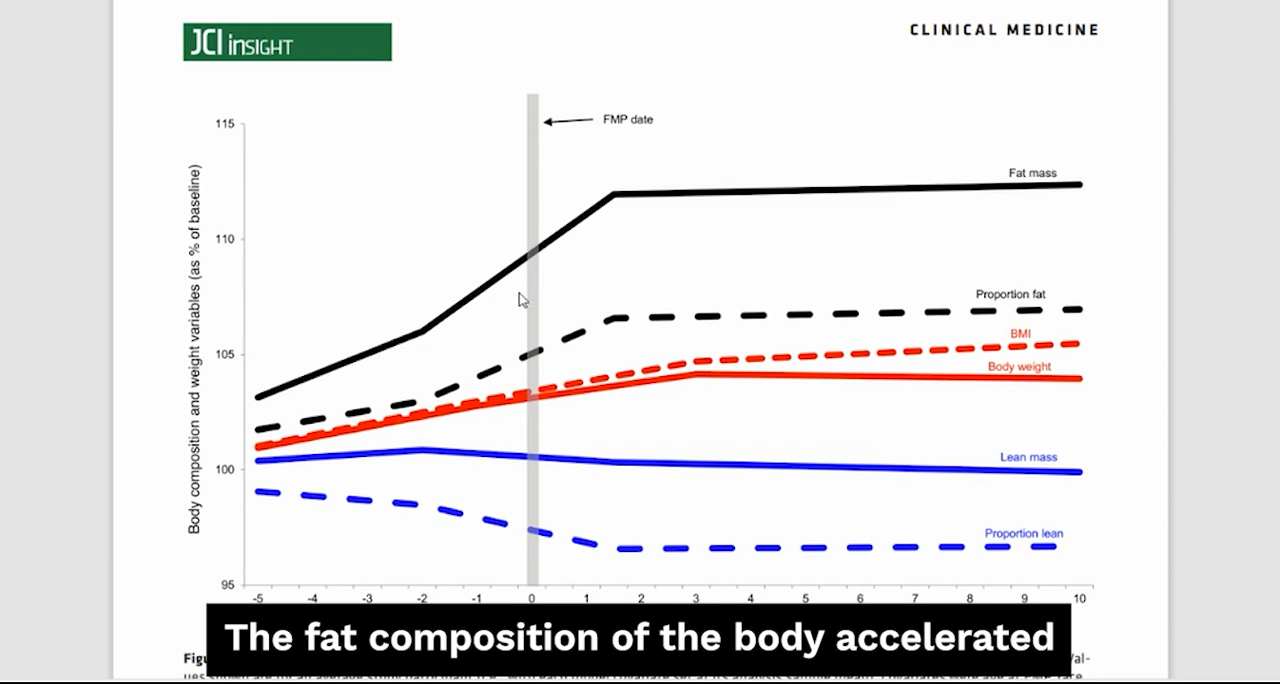 JCI INSIGHT
CLINICAL MEDICINE
FMP date
115
110
105
100
95
Body composition and weight variables (as % of baseline)
Fat mass
Proportion fat
BMI
Body weight
Lean mass
Proportion lean
-5 -4 -3 -2 -1 0 1 2 3 4 5 6 7 8 9 10
The fat composition of the body accelerated